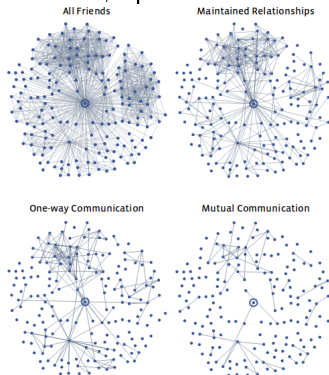 All Friends
Maintained Relationships
One-way Communication
Mutual Communication